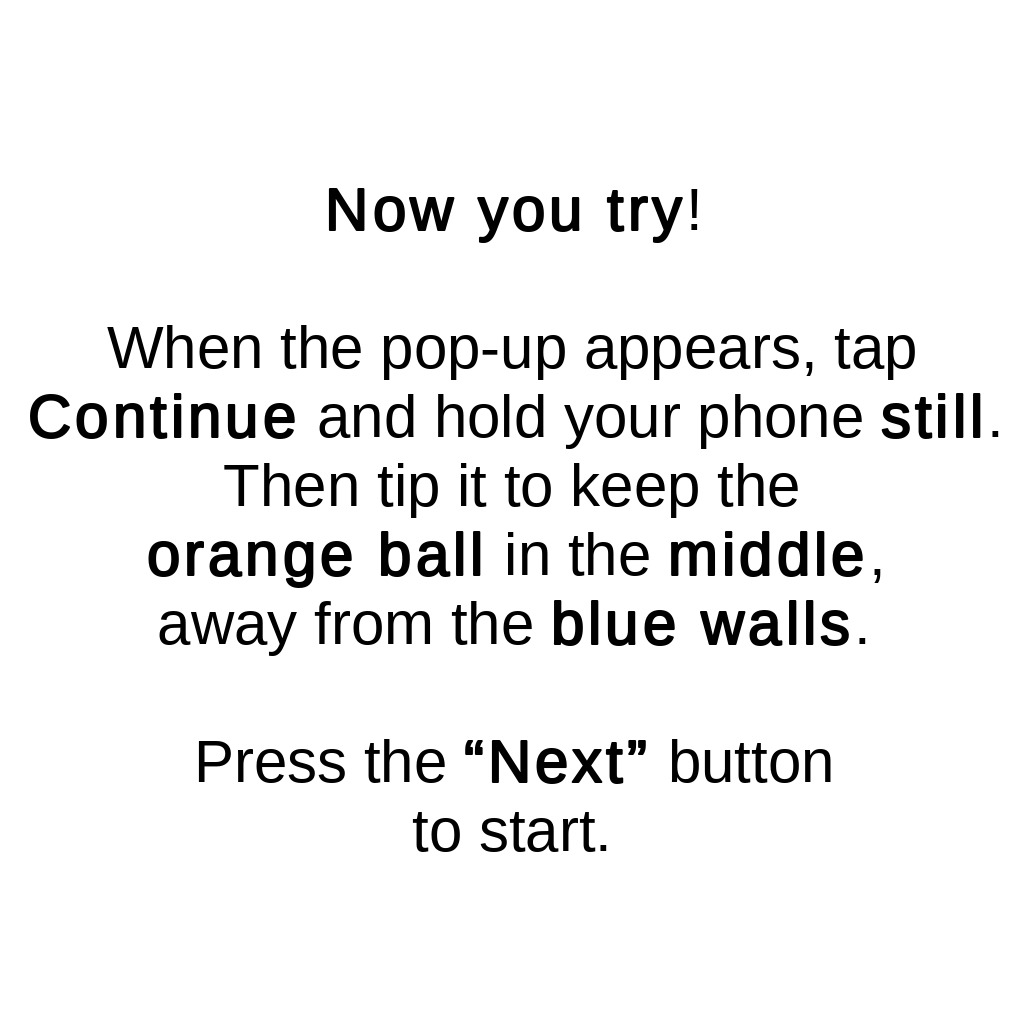 Now you try!
When the pop-up appears, tap
Continue and hold your phone still.
Then tip it to keep the
orange ball in the middle,
away from the blue walls.
Press the “Next” button
to start.